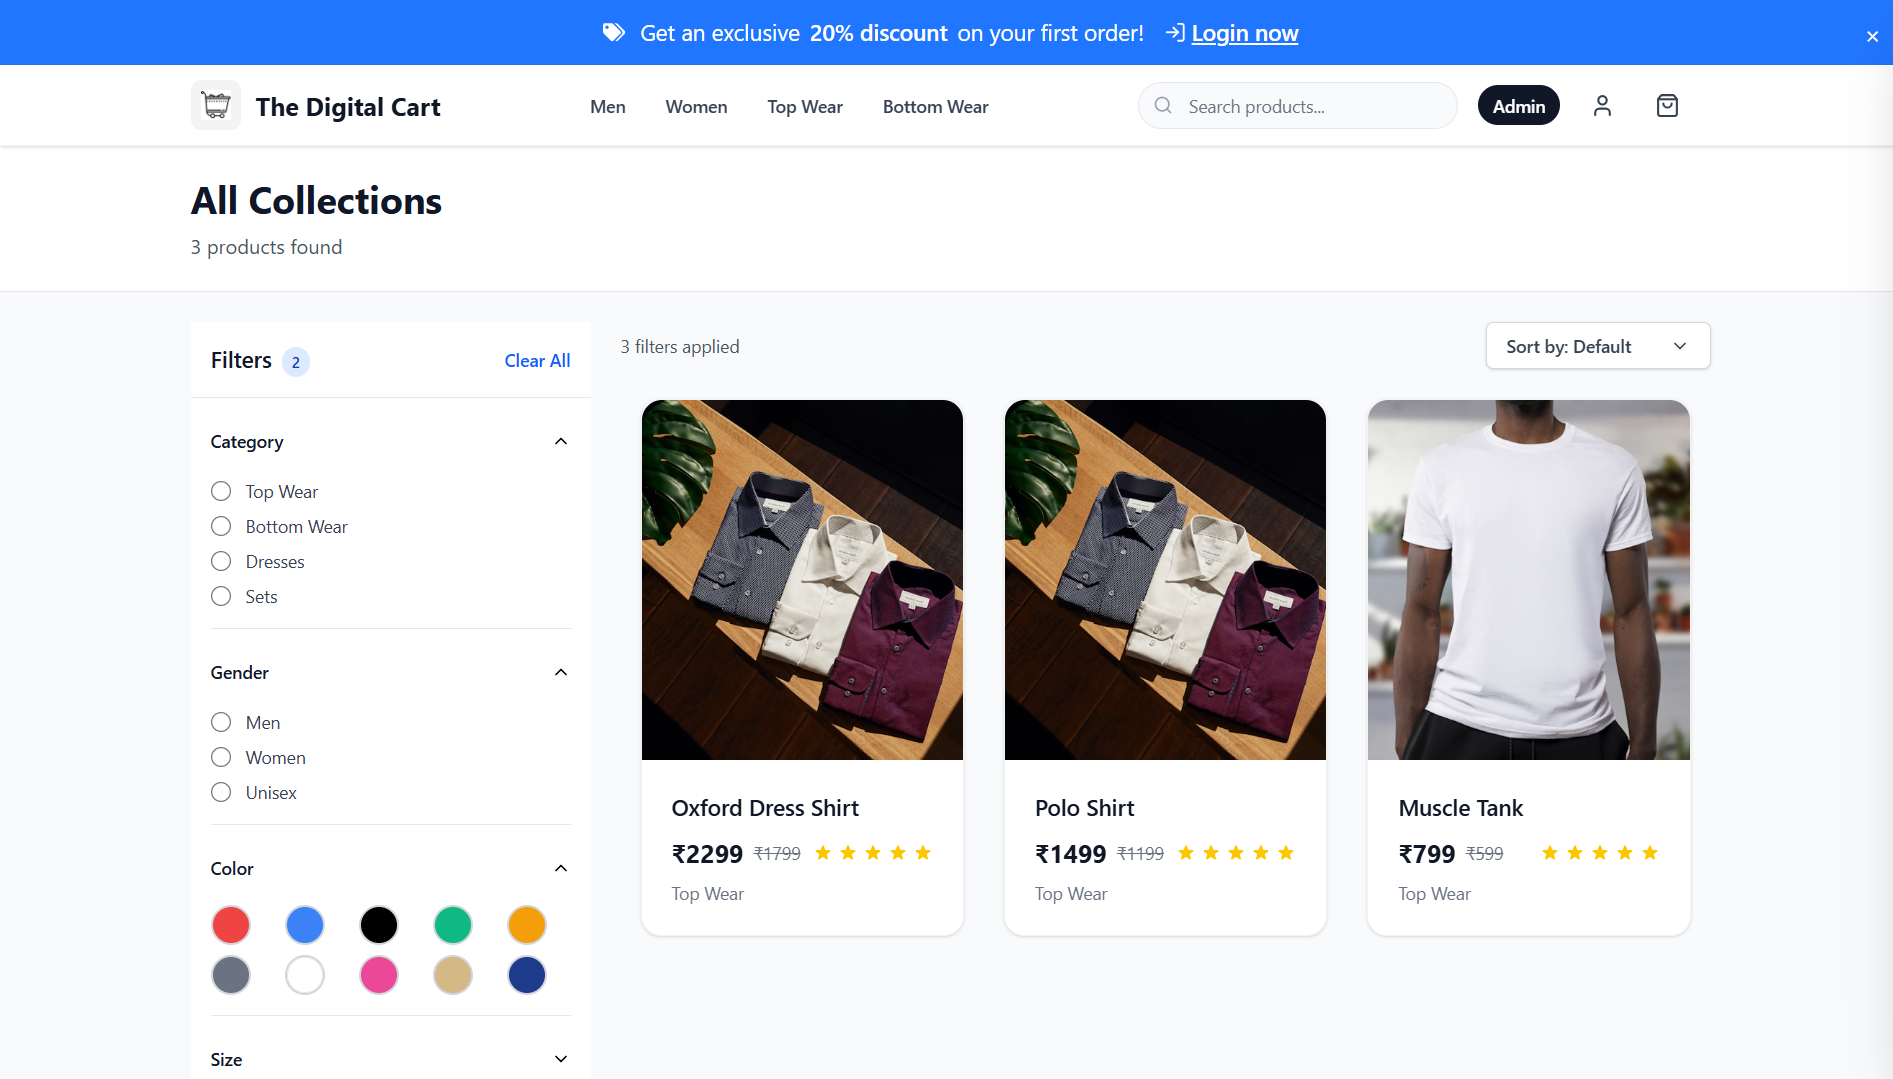 Get an exclusive 20% discount on your first order! Login now
×
The Digital Cart
Men
Women
Top Wear
Bottom Wear
Search products...
Admin
All Collections
3 products found
Filters 2
Clear All
Category
Top Wear
Bottom Wear
Dresses
Sets
Gender
Men
Women
Unisex
Color
Size
3 filters applied
Sort by: Default
Oxford Dress Shirt
₹2299 ₹1799
Top Wear
Polo Shirt
₹1499 ₹1199
Top Wear
Muscle Tank
₹799 ₹599
Top Wear